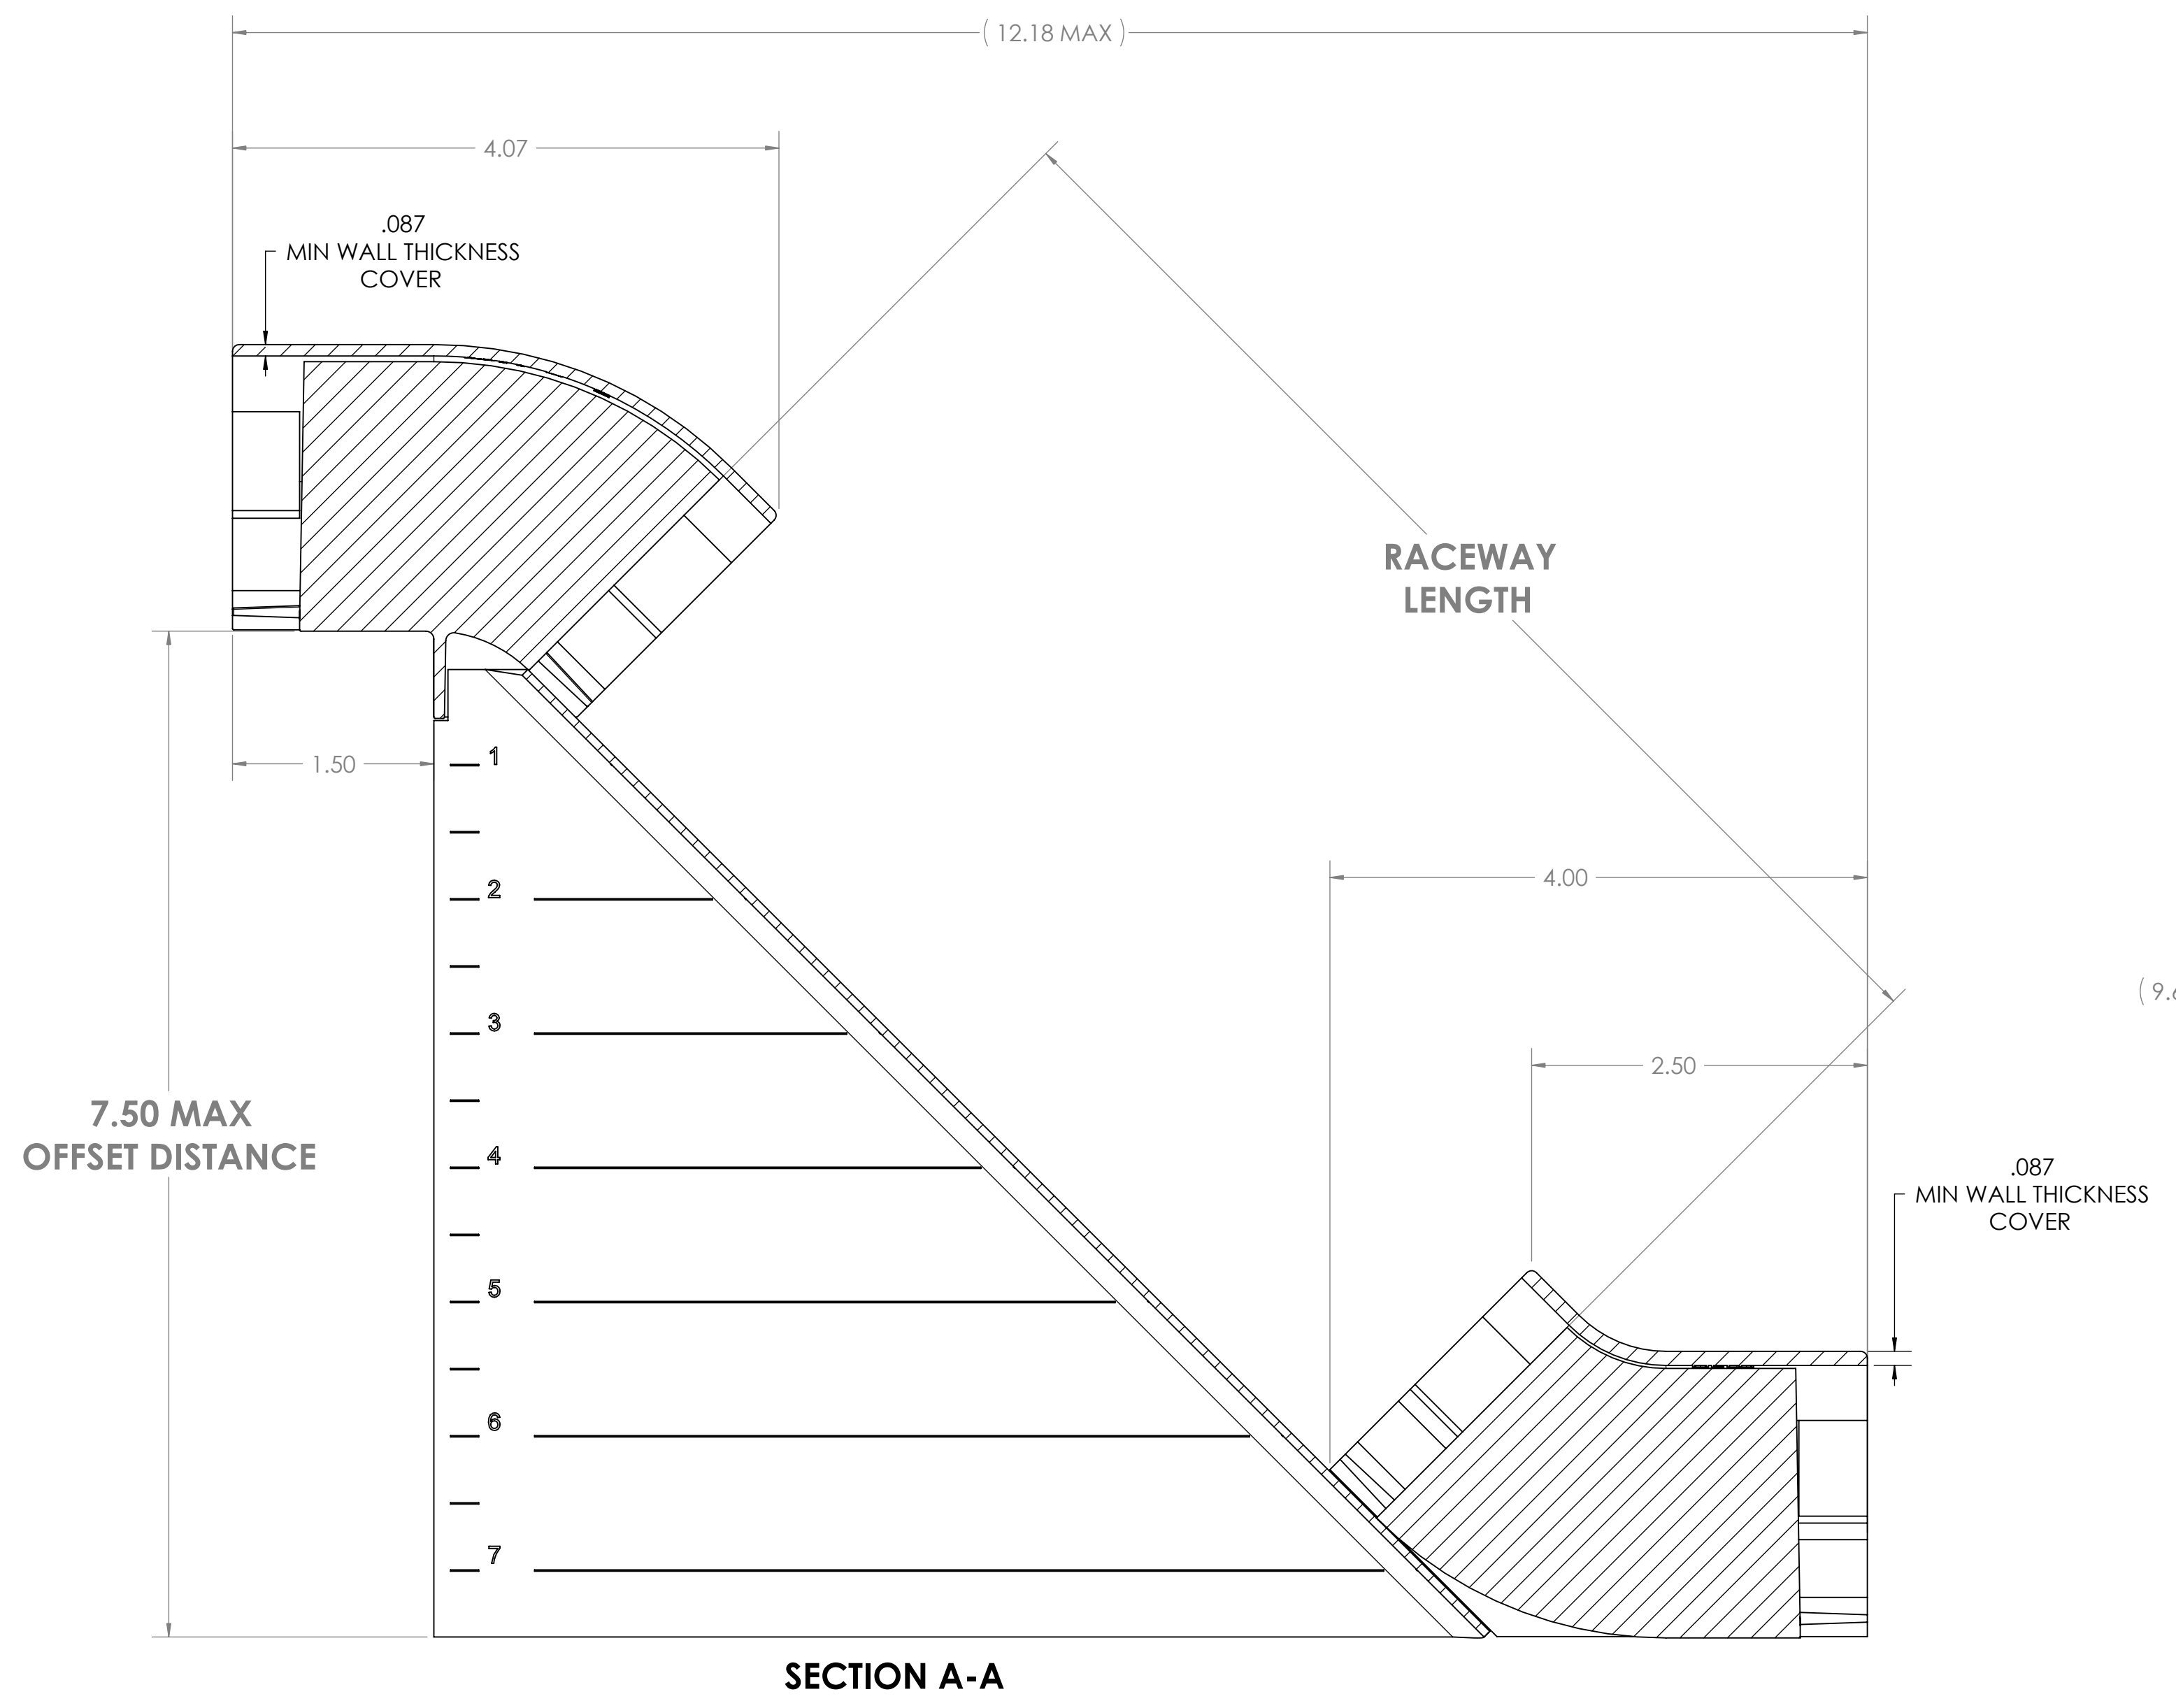 ( 12.18 MAX )
4.07
.087
MIN WALL THICKNESS
COVER
RACEWAY
LENGTH
1.50
1
2
3
4
5
6
7
4.00
2.50
7.50 MAX
OFFSET DISTANCE
.087
MIN WALL THICKNESS
COVER
SECTION A-A